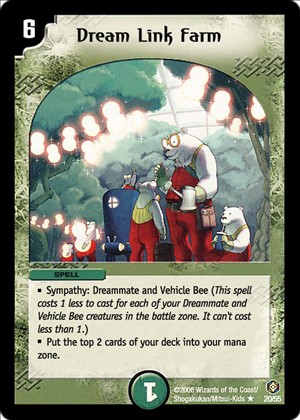 6
Dream Link Farm
SPELL
▪ Sympathy: Dreammate and Vehicle Bee (This spell
costs 1 less to cast for each of your Dreammate and
Vehicle Bee creatures in the battle zone. It can't cost
less than 1.)
▪ Put the top 2 cards of your deck into your mana
zone.
1
©2006 Wizards of the Coast/
Shogakukan/Mitsui-Kids ★ 20/55